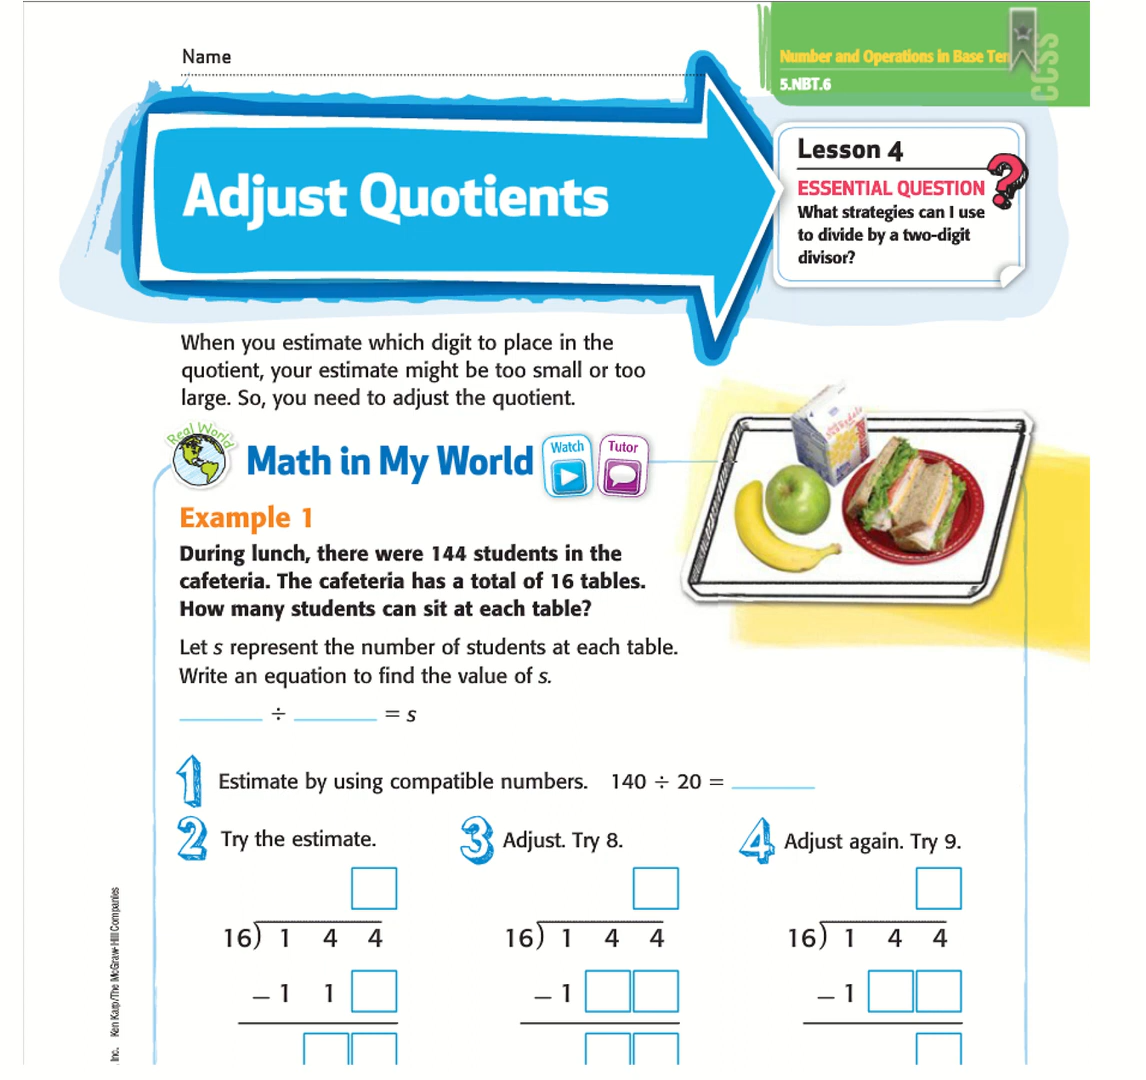 Name
Number and Operations in Base Ten
5.NBT.6
CCSS
Adjust Quotients
Lesson 4
ESSENTIAL QUESTION
What strategies can I use
to divide by a two-digit
divisor?
When you estimate which digit to place in the
quotient, your estimate might be too small or too
large. So, you need to adjust the quotient.
Real World
Math in My World
Watch
Tutor
Example 1
During lunch, there were 144 students in the
cafeteria. The cafeteria has a total of 16 tables.
How many students can sit at each table?
Let s represent the number of students at each table.
Write an equation to find the value of s.
÷ = s
1 Estimate by using compatible numbers. 140 ÷ 20 =
2 Try the estimate.
16) 1 4 4
– 1 1
3 Adjust. Try 8.
16) 1 4 4
– 1
4 Adjust again. Try 9.
16) 1 4 4
– 1
Inc. Ken Karp/The McGraw-Hill Companies